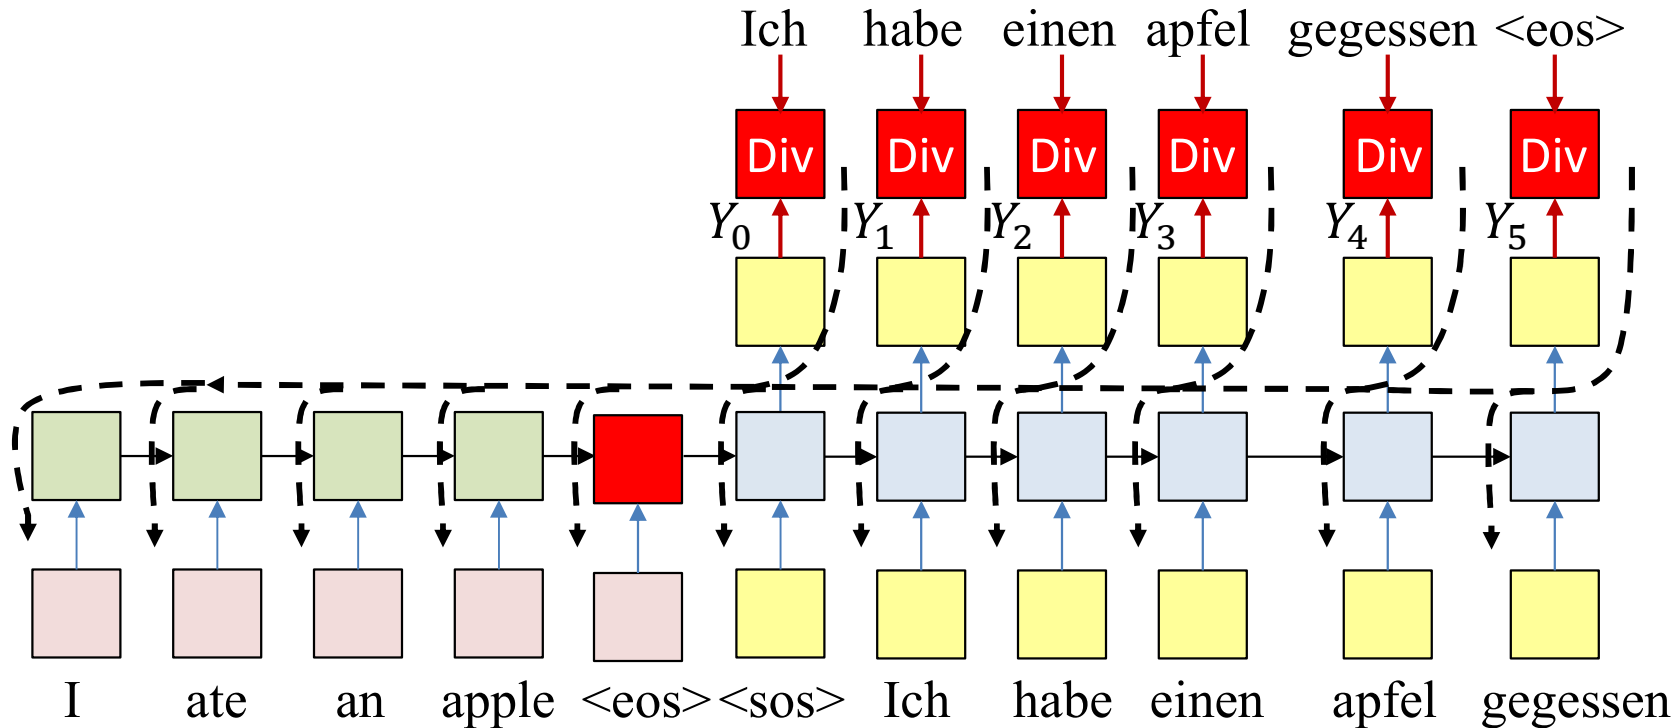 Ich habe einen apfel gegessen <eos>
Div Div Div Div Div Div
Y0 Y1 Y2 Y3 Y4 Y5
I ate an apple <eos> <sos> Ich habe einen apfel gegessen